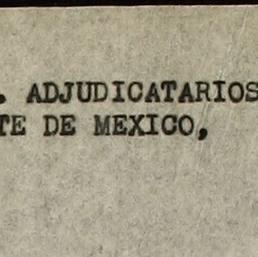 . ADJUDICATARIOS
TE DE MEXICO,